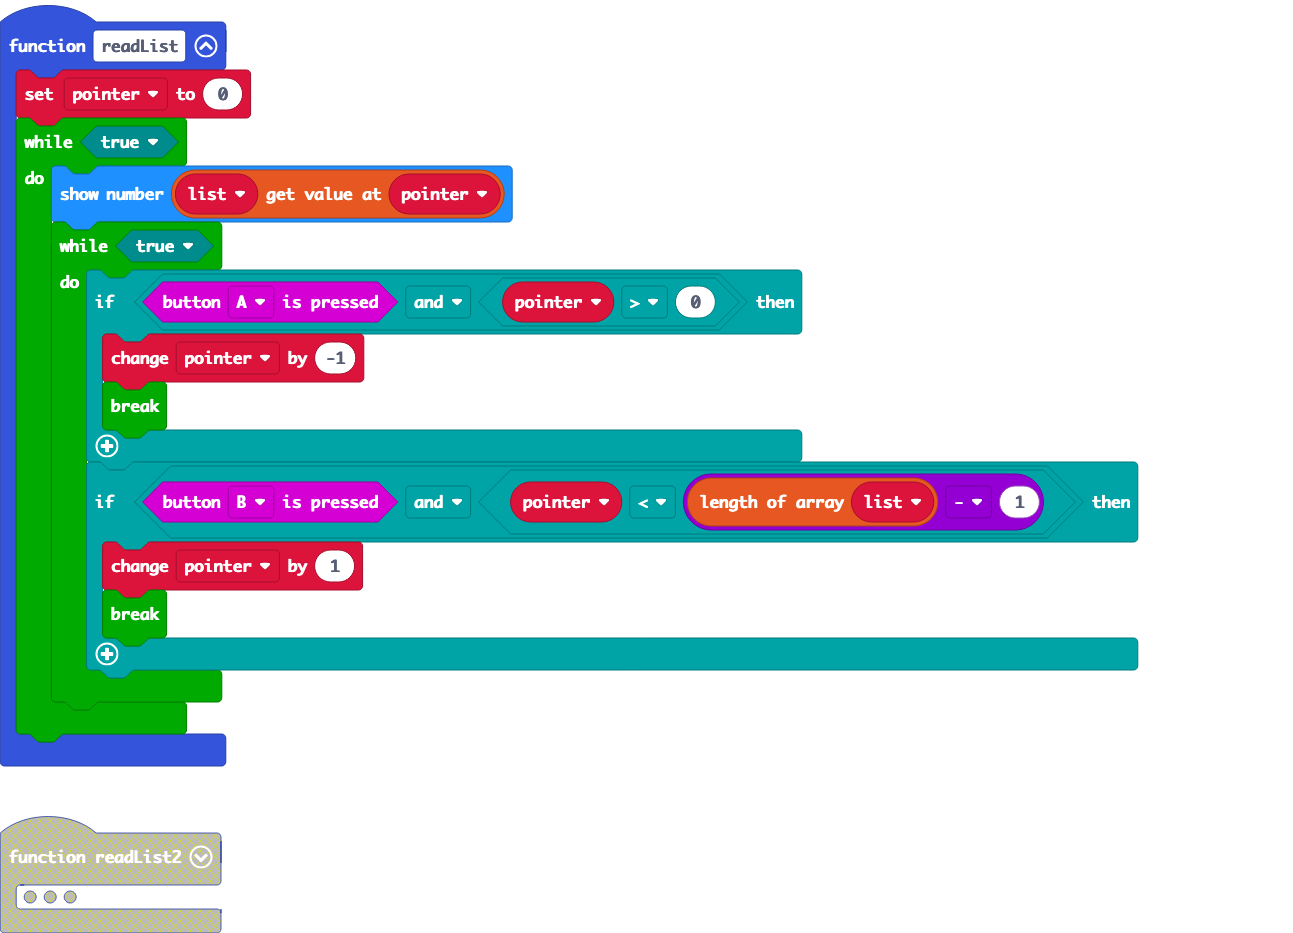 function readList
set pointer to 0
while true
do
show number list get value at pointer
while true
do
if button A is pressed and pointer > 0 then
change pointer by -1
break
if button B is pressed and pointer < length of array list - 1 then
change pointer by 1
break
function readList2